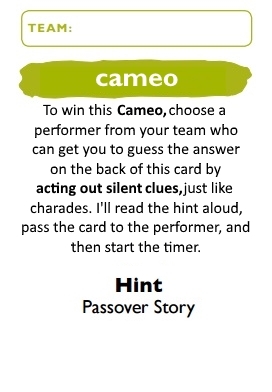 TEAM:
cameo
To win this Cameo, choose a
performer from your team who
can get you to guess the answer
on the back of this card by
acting out silent clues, just like
charades. I'll read the hint aloud,
pass the card to the performer, and
then start the timer.
Hint
Passover Story